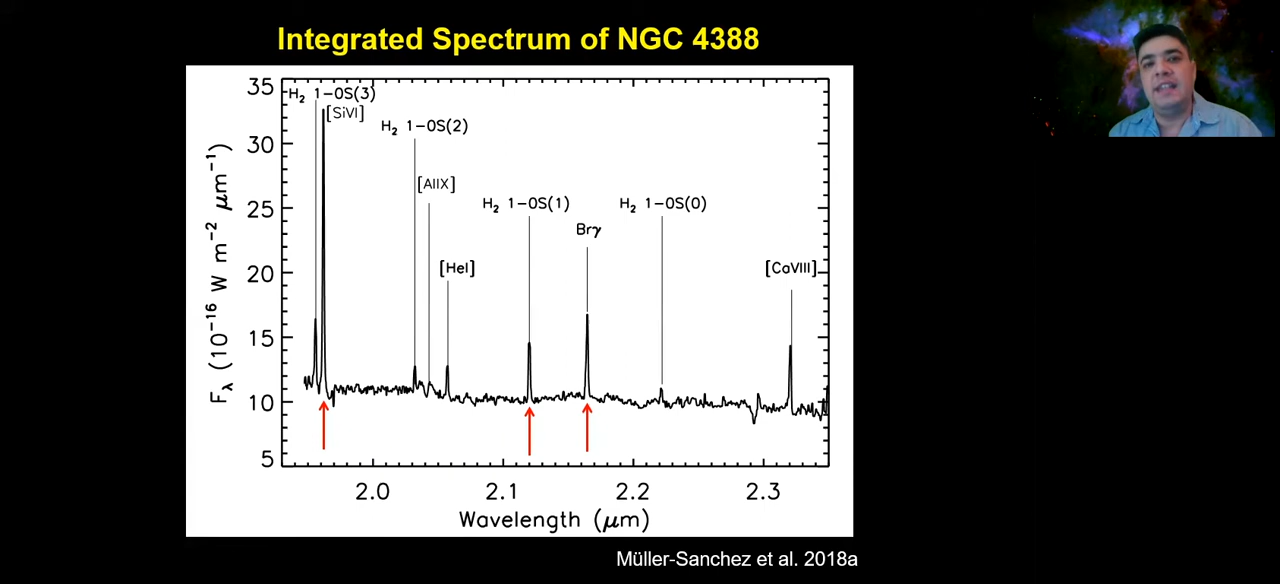 Integrated Spectrum of NGC 4388
35
30
25
20
15
10
5
F_λ (10⁻¹⁶ W m⁻² μm⁻¹)
H₂ 1−0S(3)
[SiVI]
H₂ 1−0S(2)
[AlIX]
[HeI]
H₂ 1−0S(1)
Brγ
H₂ 1−0S(0)
[CaVIII]
2.0 2.1 2.2 2.3
Wavelength (μm)
Müller-Sanchez et al. 2018a